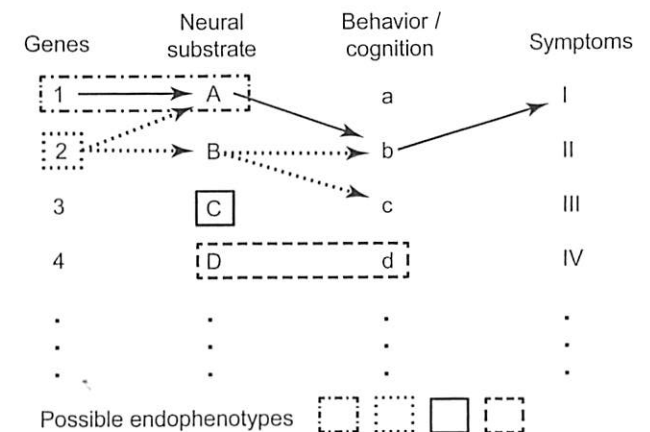 Genes Neural substrate Behavior / cognition Symptoms
1 A a I
2 B b II
3 C c III
4 D d IV
Possible endophenotypes